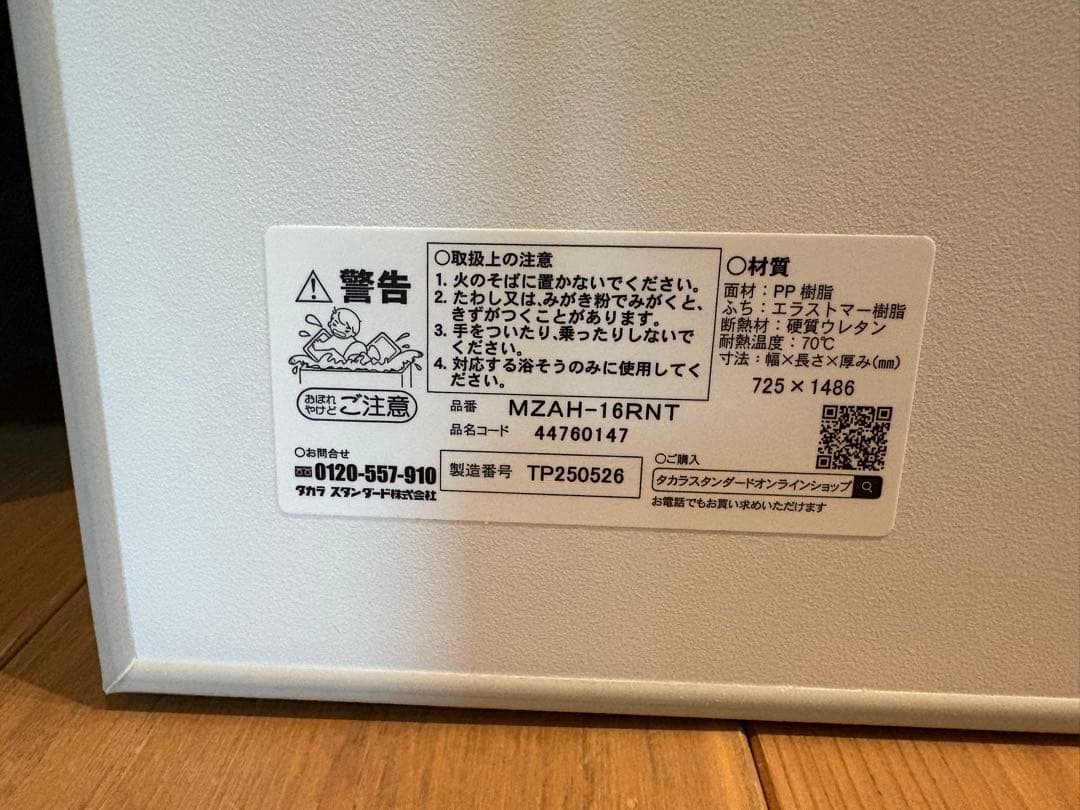 警告
おぼれ
やけど
ご注意
○お問合せ
0120-557-910
タカラ スタンダード株式会社
○取扱上の注意
1. 火のそばに置かないでください。
2. たわし又は、みがき粉でみがくと、
きずがつくことがあります。
3. 手をついたり、乗ったりしないで
ください。
4. 対応する浴そうのみに使用してく
ださい。
品番 MZAH-16RNT
品名コード 44760147
製造番号 TP250526
○材質
面材：PP樹脂
ふち：エラストマー樹脂
断熱材：硬質ウレタン
耐熱温度：70℃
寸法：幅×長さ×厚み(mm)
725×1486
○ご購入
タカラスタンダードオンラインショップ
お電話でもお買い求めいただけます